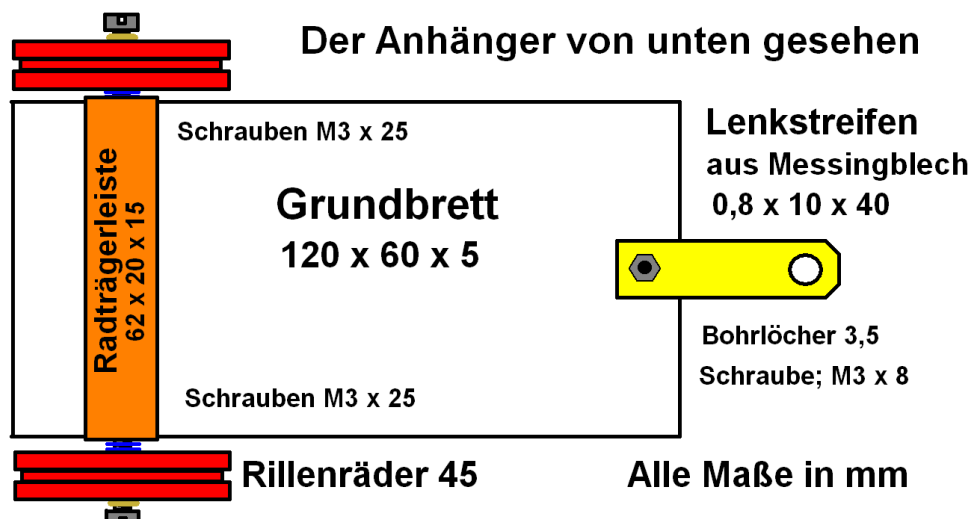 Der Anhänger von unten gesehen
Schrauben M3 x 25
Lenkstreifen
aus Messingblech
0,8 x 10 x 40
Radträgerleiste
62 x 20 x 15
Grundbrett
120 x 60 x 5
Bohrlöcher 3,5
Schraube; M3 x 8
Schrauben M3 x 25
Rillenräder 45
Alle Maße in mm